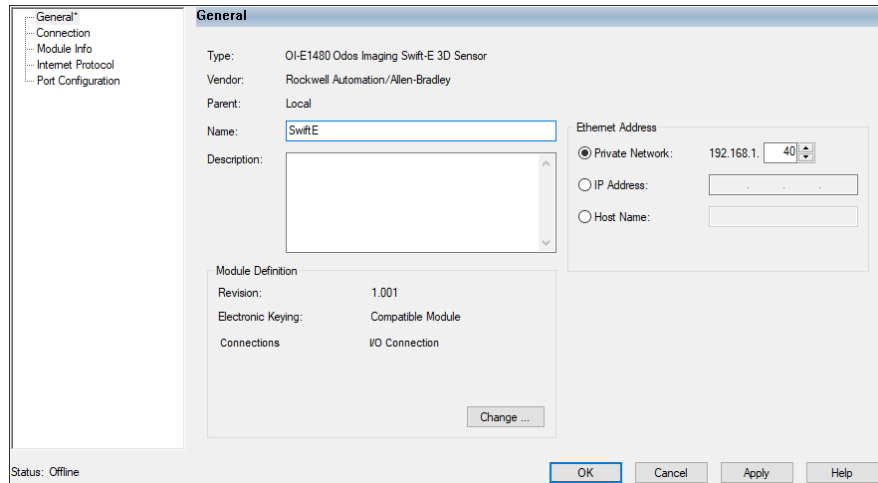 General*
Connection
Module Info
Internet Protocol
Port Configuration
General
Type: OI-E1480 Odos Imaging Swift-E 3D Sensor
Vendor: Rockwell Automation/Allen-Bradley
Parent: Local
Name: SwiftE
Description:
Ethernet Address
Private Network: 192.168.1. 40
IP Address: . . .
Host Name:
Module Definition
Revision: 1.001
Electronic Keying: Compatible Module
Connections I/O Connection
Change ...
Status: Offline
OK Cancel Apply Help